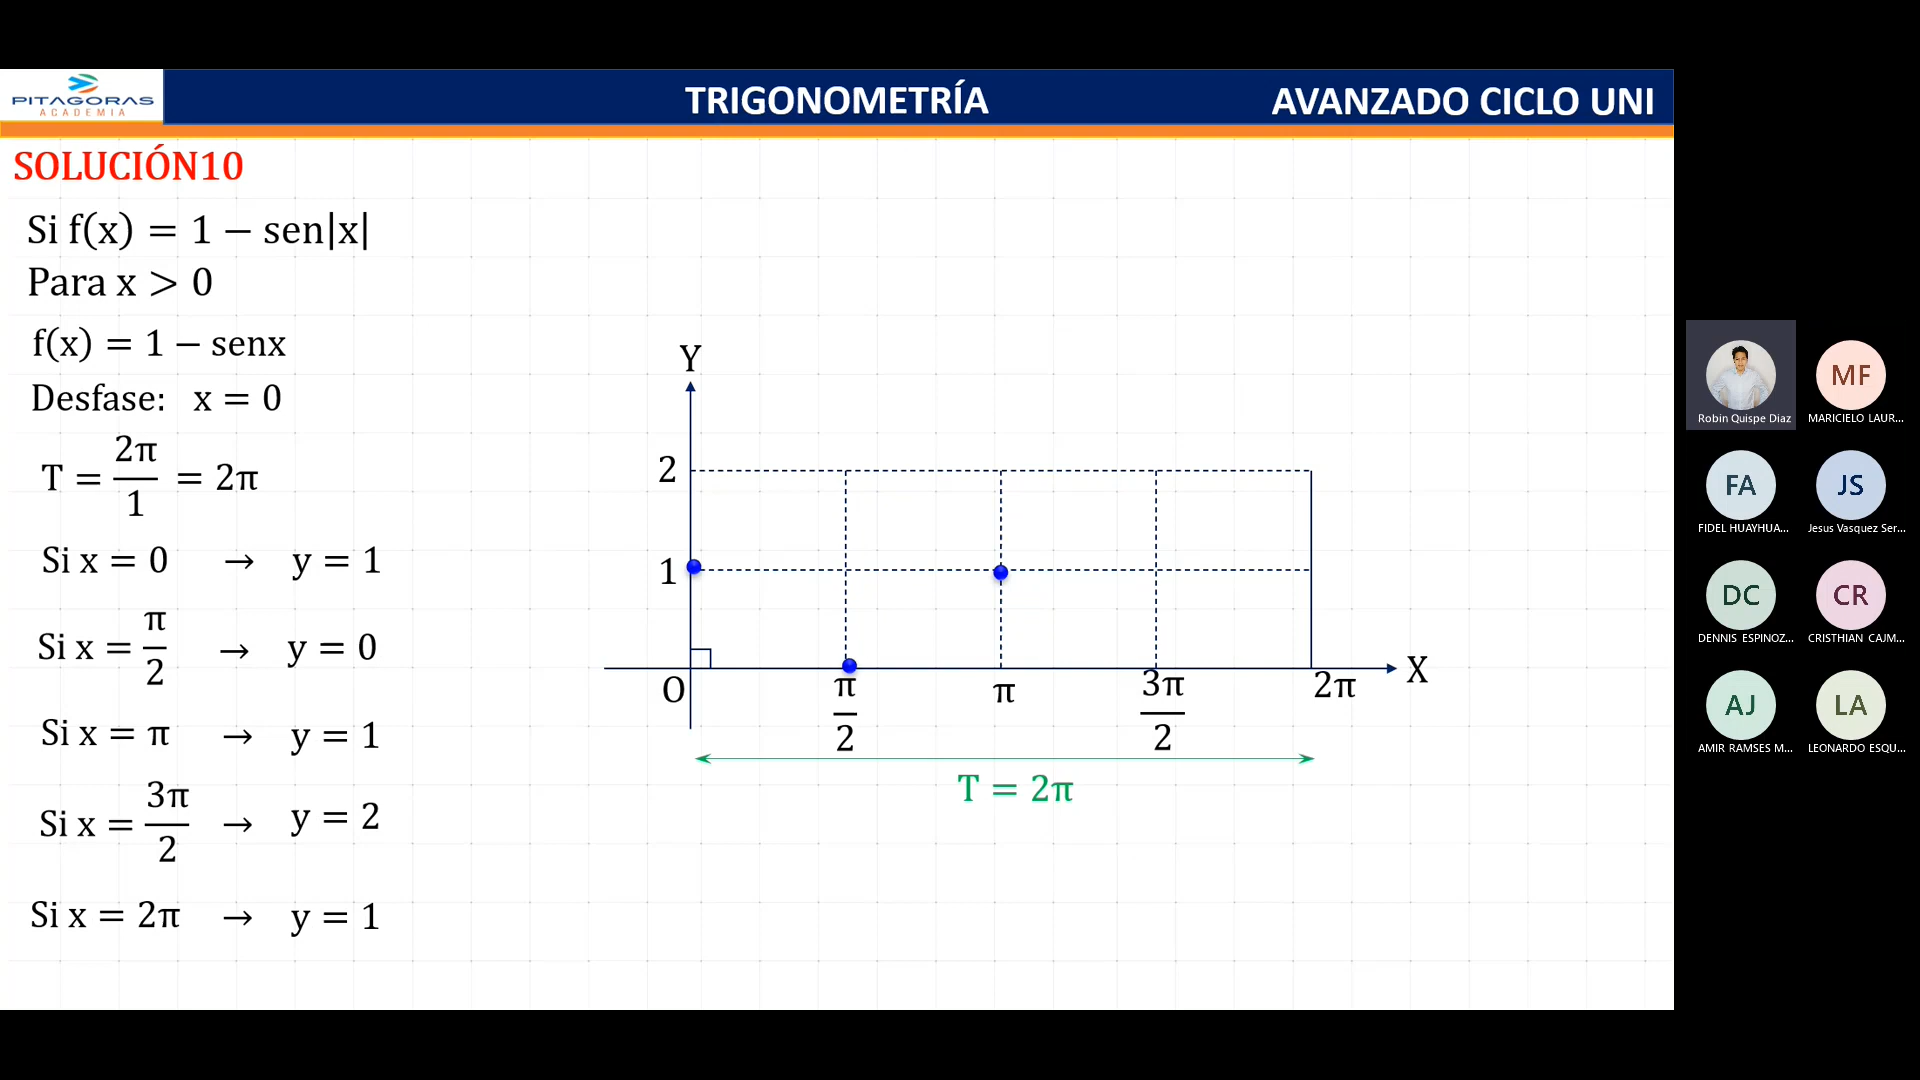 PITAGORAS
ACADEMIA
TRIGONOMETRÍA
AVANZADO CICLO UNI
SOLUCIÓN10
Si f(x) = 1 − sen|x|
Para x > 0
f(x) = 1 − senx
Desfase: x = 0
T = 2π/1 = 2π
Si x = 0 → y = 1
Si x = π/2 → y = 0
Si x = π → y = 1
Si x = 3π/2 → y = 2
Si x = 2π → y = 1
Y
2
1
O
π/2
π
3π/2
2π
X
T = 2π
Robin Quispe Diaz
MF
MARICIELO LAUR...
FA
FIDEL HUAYHUA...
JS
Jesus Vasquez Ser...
DC
DENNIS ESPINOZ...
CR
CRISTHIAN CAJM...
AJ
AMIR RAMSES M...
LA
LEONARDO ESQU...